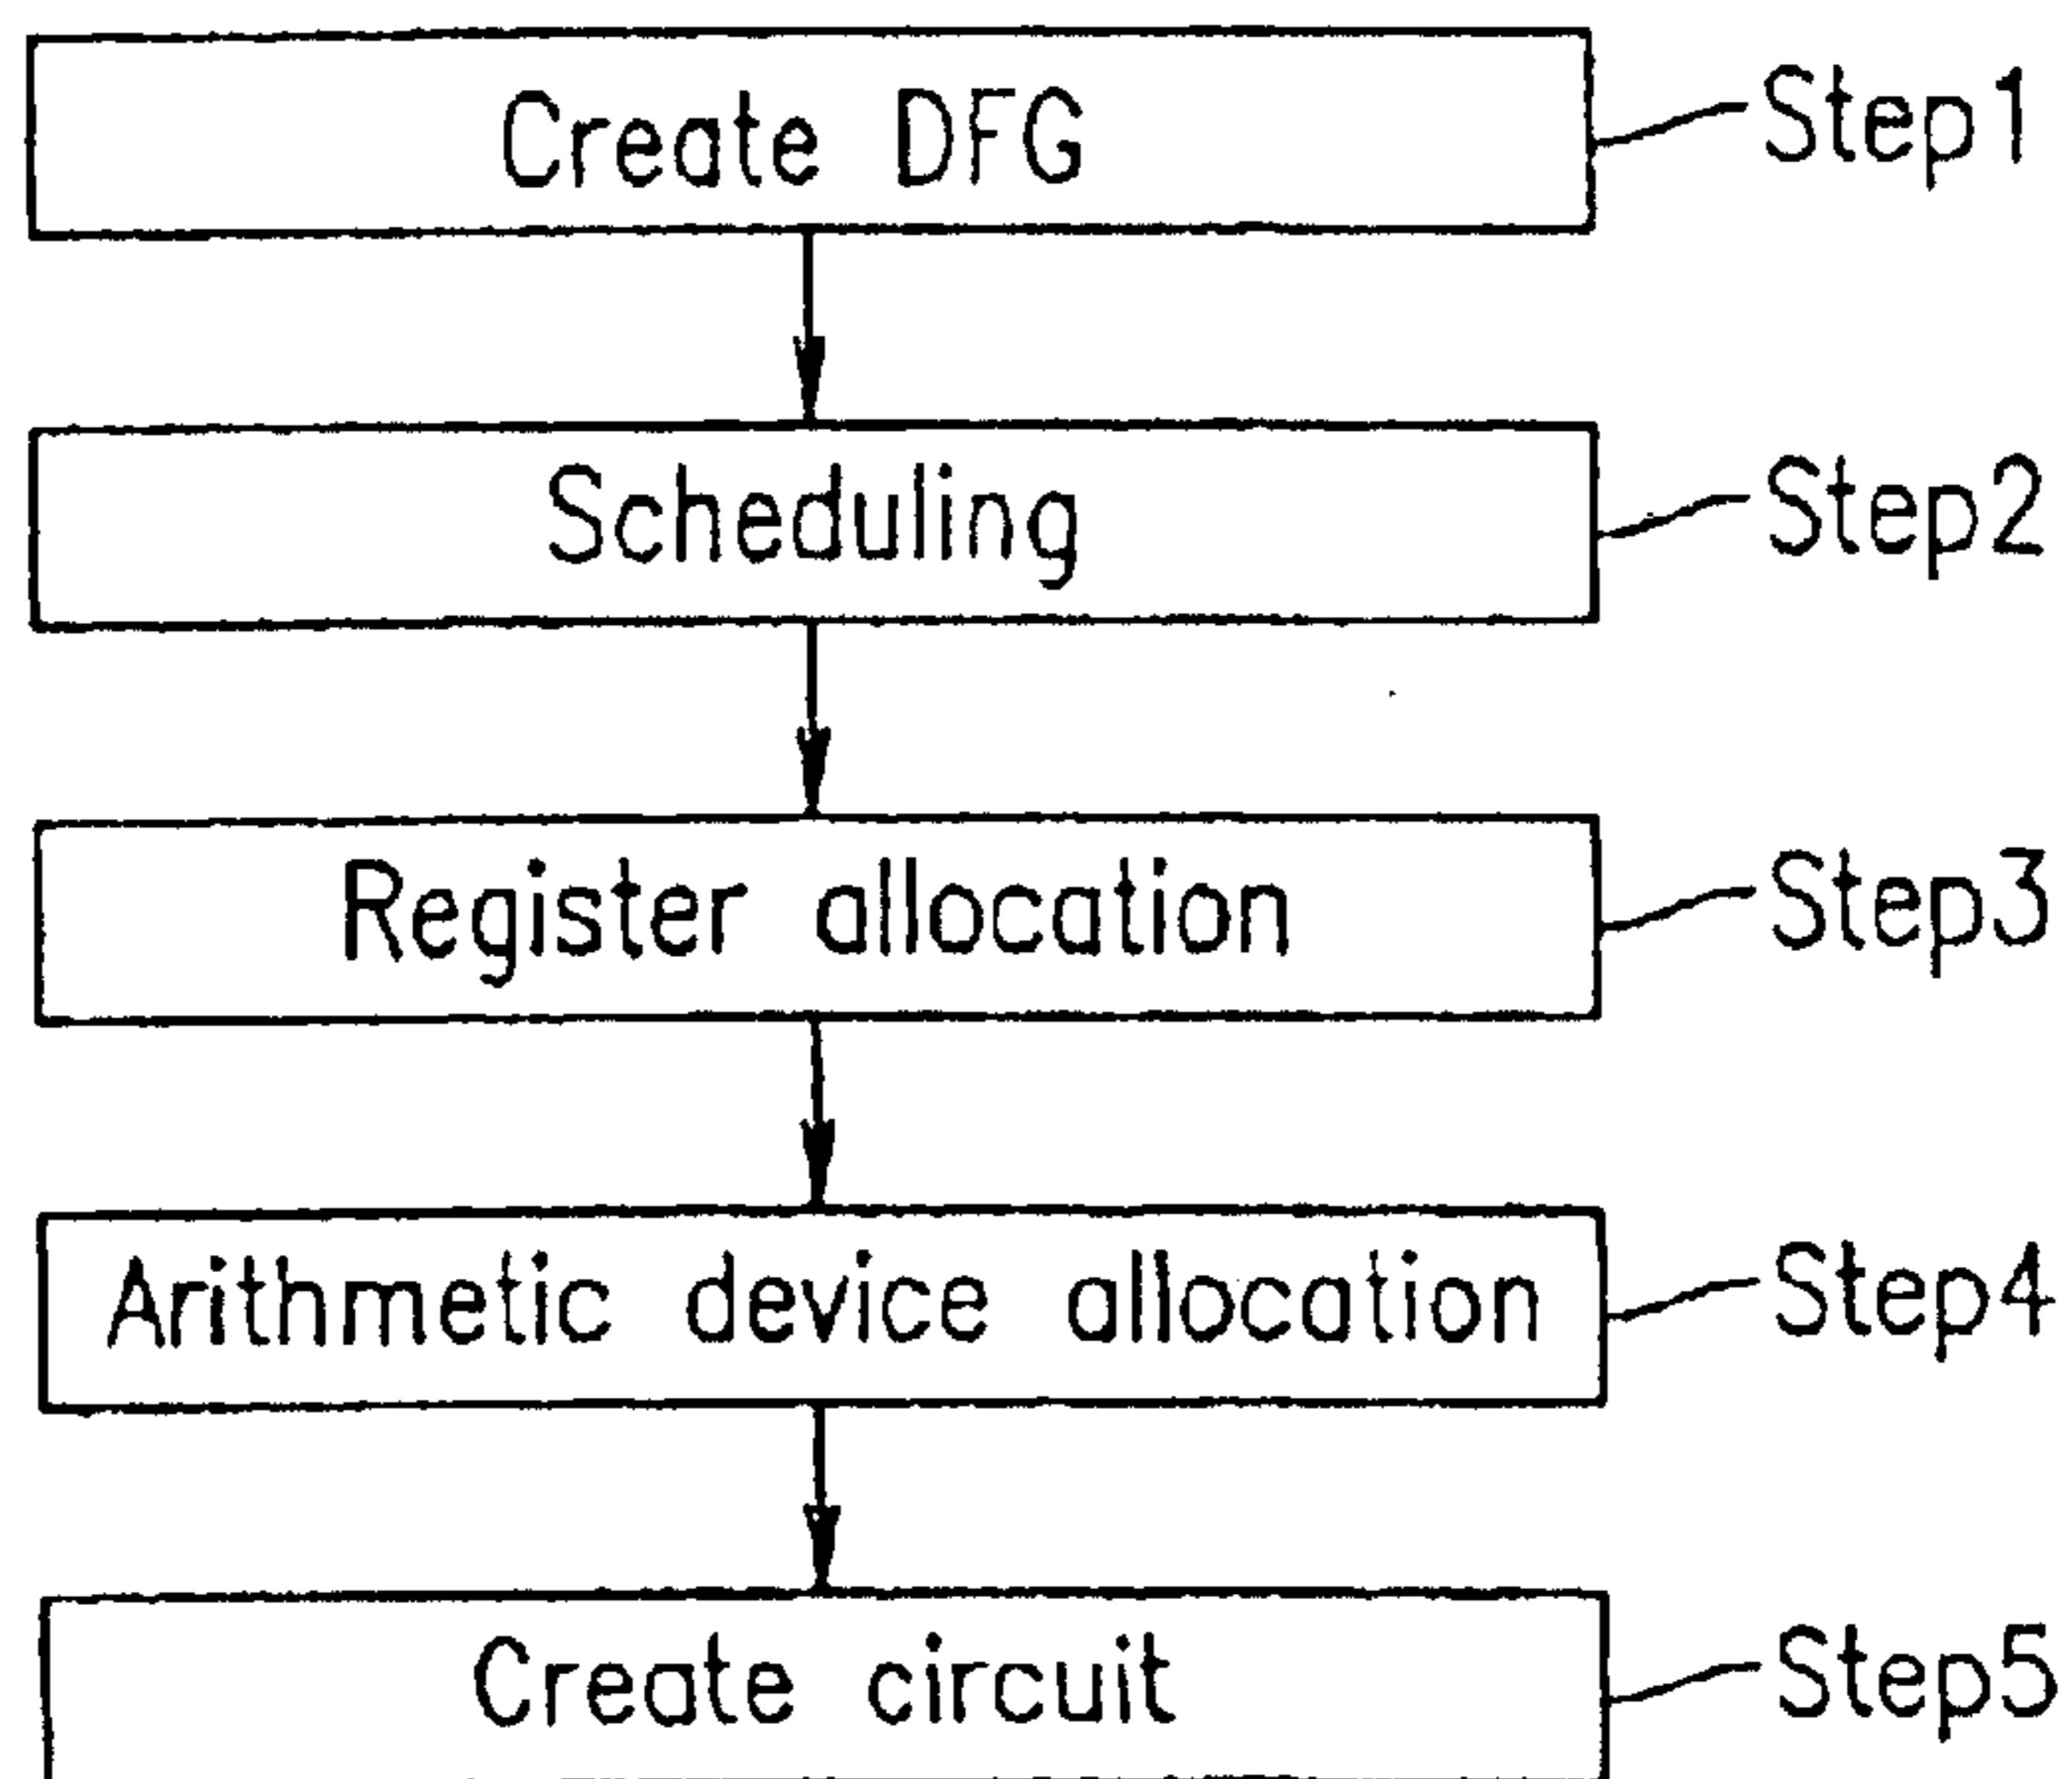 Create DFG
Step1
Scheduling
Step2
Register allocation
Step3
Arithmetic device allocation
Step4
Create circuit
Step5